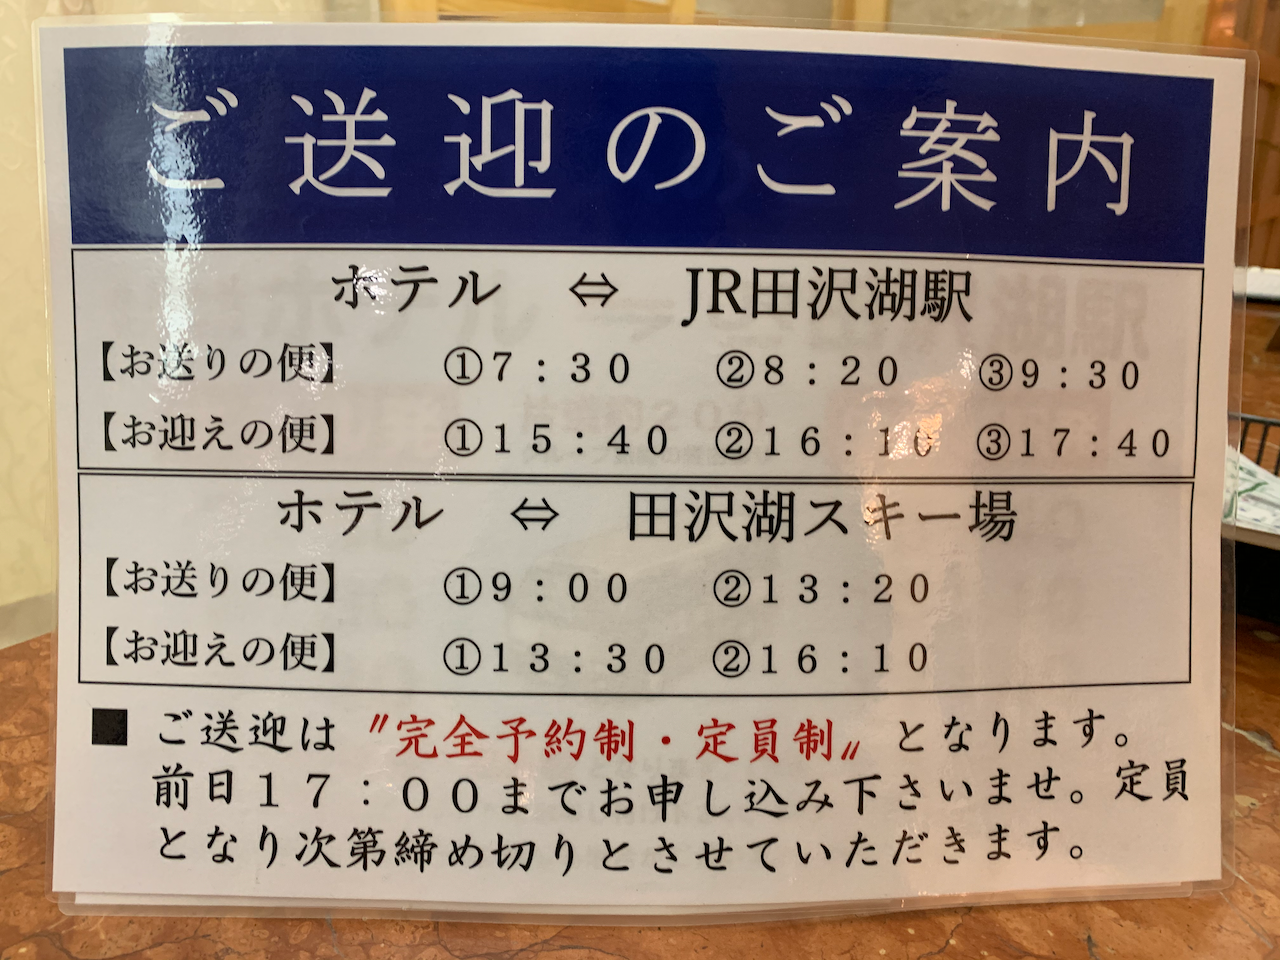 ご送迎のご案内
ホテル ⇔ JR田沢湖駅
【お送りの便】 ①7：30 ②8：20 ③9：30
【お迎えの便】 ①15：40 ②16：10 ③17：40
ホテル ⇔ 田沢湖スキー場
【お送りの便】 ①9：00 ②13：20
【お迎えの便】 ①13：30 ②16：10
■ ご送迎は〝完全予約制・定員制〟となります。
前日17：00までお申し込み下さいませ。定員
となり次第締め切りとさせていただきます。